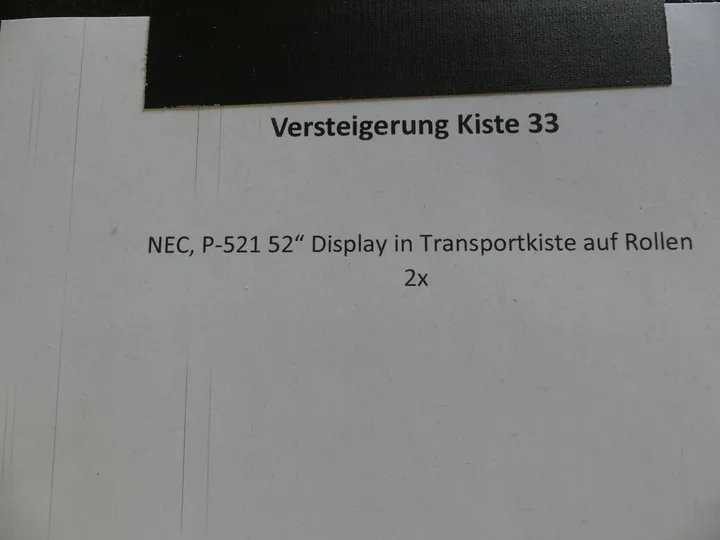 Versteigerung Kiste 33
NEC, P-521 52“ Display in Transportkiste auf Rollen
2x